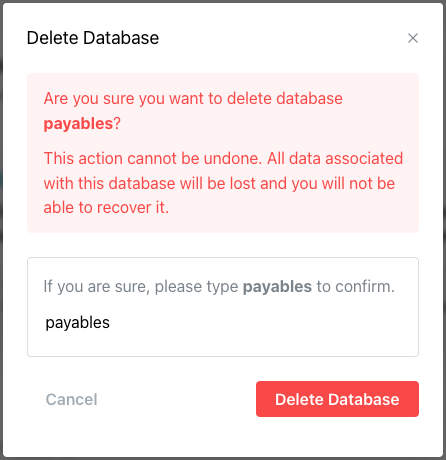 Delete Database
Are you sure you want to delete database
payables?
This action cannot be undone. All data associated
with this database will be lost and you will not be
able to recover it.
If you are sure, please type payables to confirm.
payables
Cancel
Delete Database